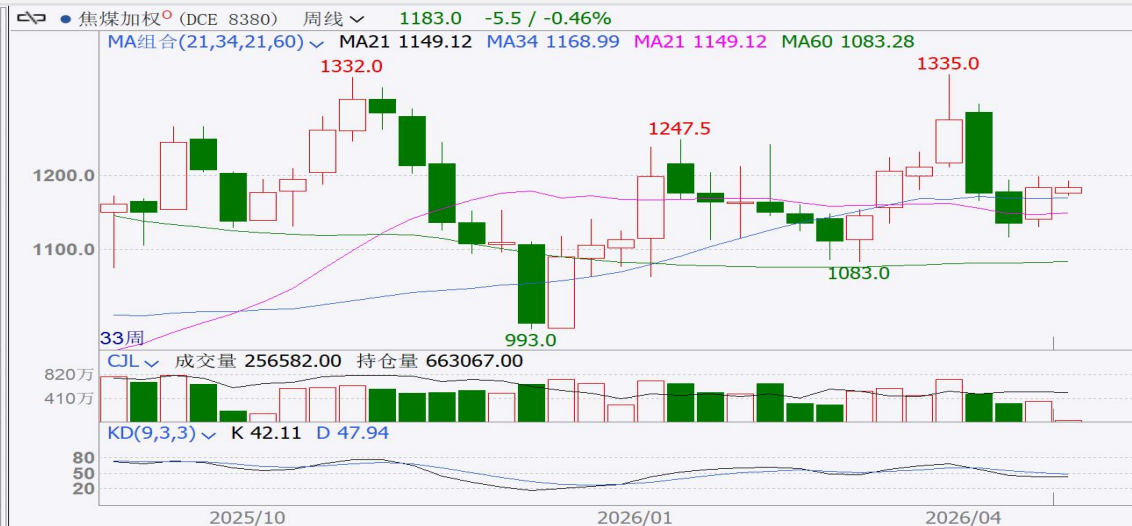 焦煤加权O (DCE 8380) 周线 1183.0 -5.5 / -0.46%
MA组合(21,34,21,60) MA21 1149.12 MA34 1168.99 MA21 1149.12 MA60 1083.28
1332.0
1335.0
1247.5
1200.0
1100.0
1083.0
33周
993.0
CJL 成交量 256582.00 持仓量 663067.00
820万
410万
KD(9,3,3) K 42.11 D 47.94
80
50
20
2025/10 2026/01 2026/04